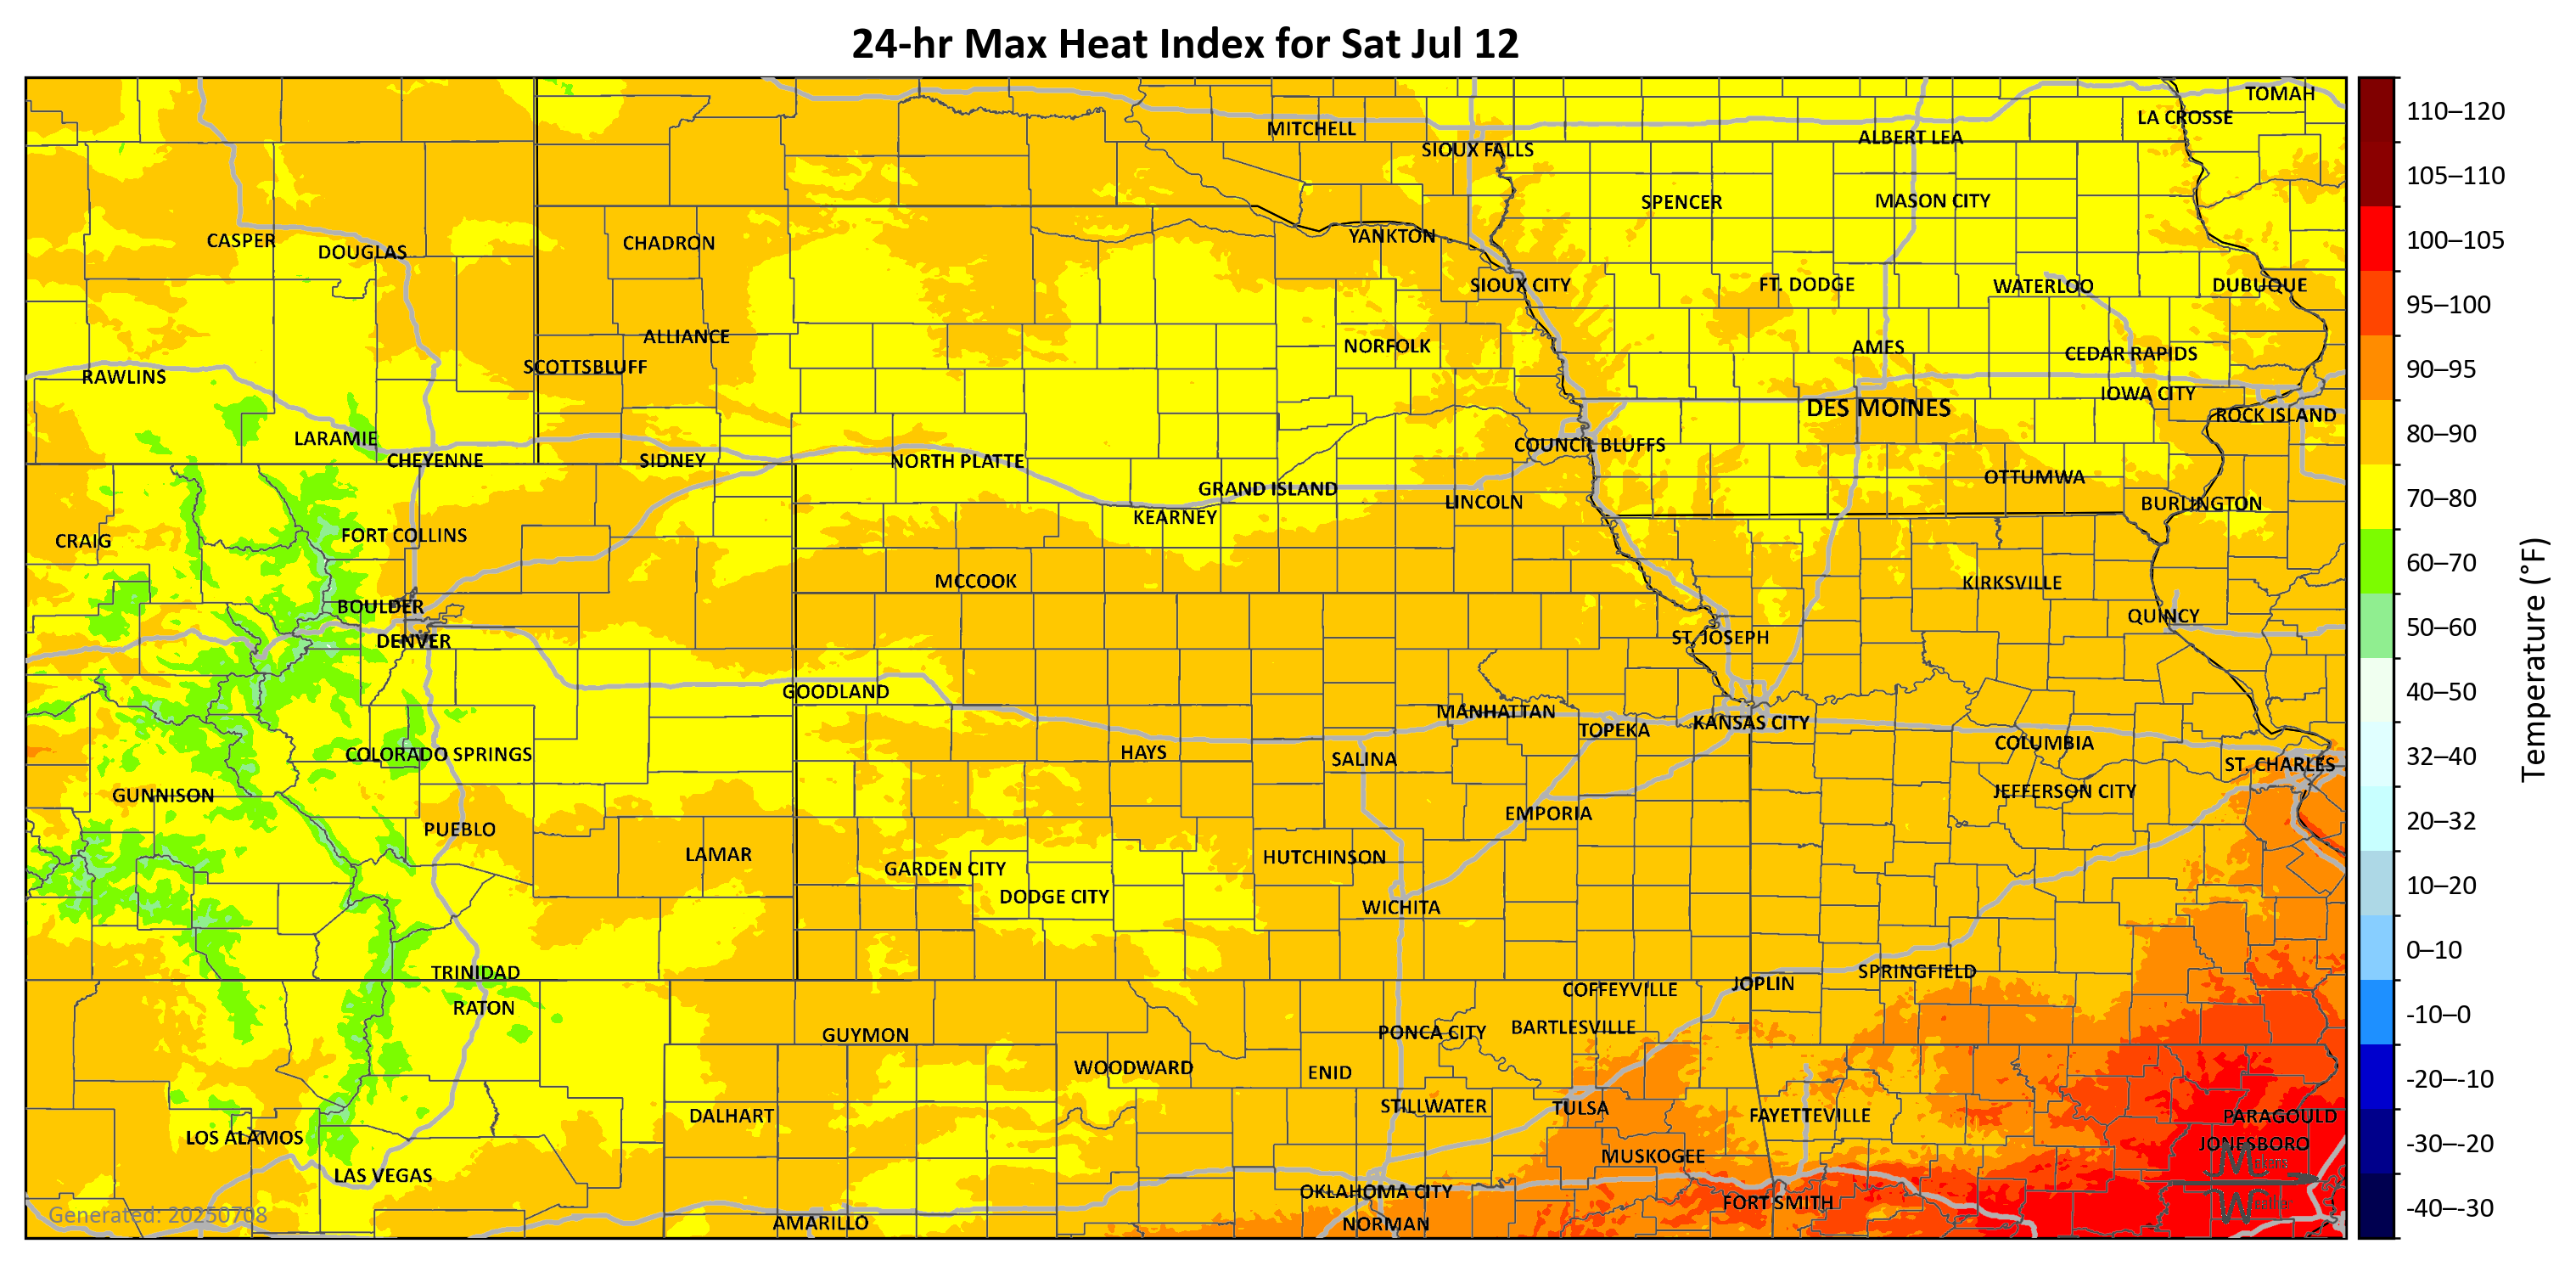 24-hr Max Heat Index for Sat Jul 12
TOMAH
LA CROSSE
MITCHELL
ALBERT LEA
SIOUX FALLS
SPENCER
MASON CITY
CASPER
DOUGLAS
CHADRON
YANKTON
SIOUX CITY
FT. DODGE
WATERLOO
DUBUQUE
ALLIANCE
NORFOLK
AMES
CEDAR RAPIDS
SCOTTSBLUFF
RAWLINS
IOWA CITY
DES MOINES
ROCK ISLAND
LARAMIE
COUNCIL BLUFFS
CHEYENNE
SIDNEY
NORTH PLATTE
OTTUMWA
GRAND ISLAND
LINCOLN
BURLINGTON
KEARNEY
CRAIG
FORT COLLINS
MCCOOK
KIRKSVILLE
BOULDER
QUINCY
DENVER
ST. JOSEPH
GOODLAND
MANHATTAN
TOPEKA
KANSAS CITY
COLUMBIA
COLORADO SPRINGS
HAYS
SALINA
ST. CHARLES
GUNNISON
JEFFERSON CITY
EMPORIA
PUEBLO
LAMAR
HUTCHINSON
GARDEN CITY
DODGE CITY
WICHITA
TRINIDAD
SPRINGFIELD
JOPLIN
COFFEYVILLE
RATON
BARTLESVILLE
PONCA CITY
GUYMON
WOODWARD
ENID
STILLWATER
TULSA
DALHART
FAYETTEVILLE
PARAGOULD
LOS ALAMOS
JONESBORO
MUSKOGEE
LAS VEGAS
OKLAHOMA CITY
FORT SMITH
AMARILLO
NORMAN
Generated: 20250708
110–120
105–110
100–105
95–100
90–95
80–90
70–80
60–70
50–60
40–50
32–40
20–32
10–20
0–10
-10–0
-20–-10
-30–-20
-40–-30
Temperature (°F)